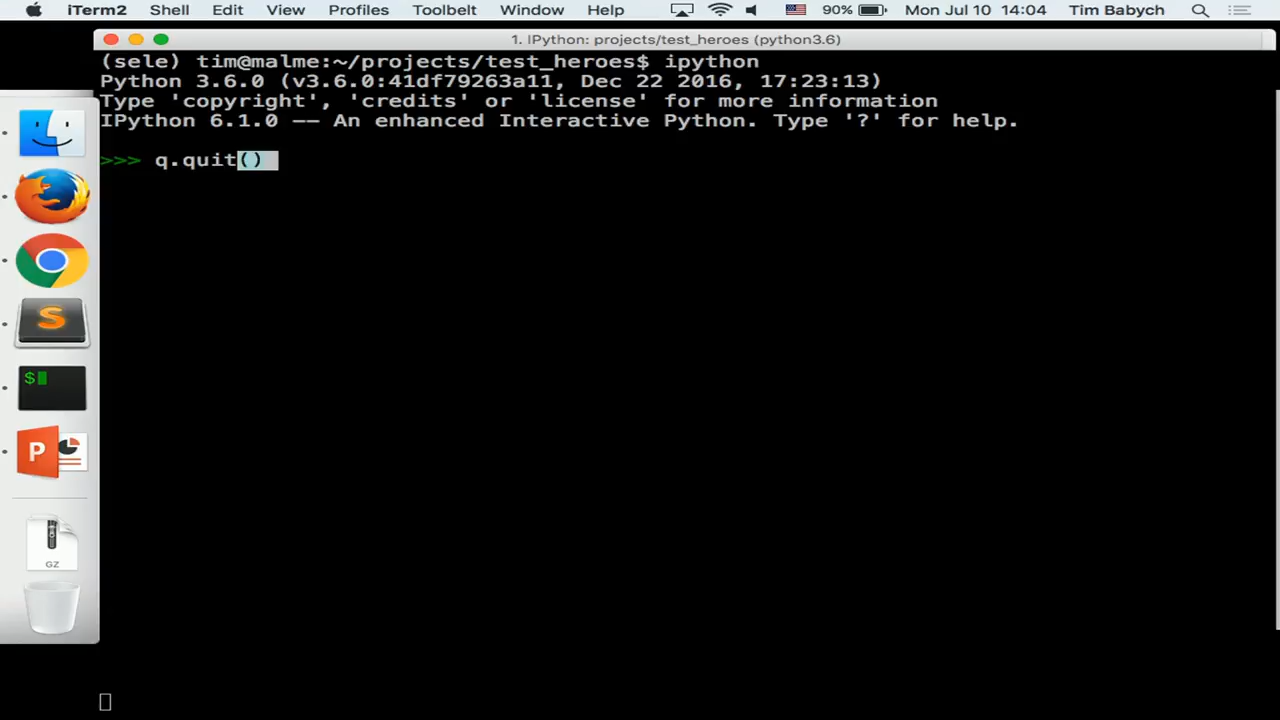 iTerm2 Shell Edit View Profiles Toolbelt Window Help 90% Mon Jul 10 14:04 Tim Babych
1. IPython: projects/test_heroes (python3.6)
(sele) tim@malme:~/projects/test_heroes$ ipython
Python 3.6.0 (v3.6.0:41df79263a11, Dec 22 2016, 17:23:13)
Type 'copyright', 'credits' or 'license' for more information
IPython 6.1.0 -- An enhanced Interactive Python. Type '?' for help.
>>> q.quit()
S
$
P
GZ